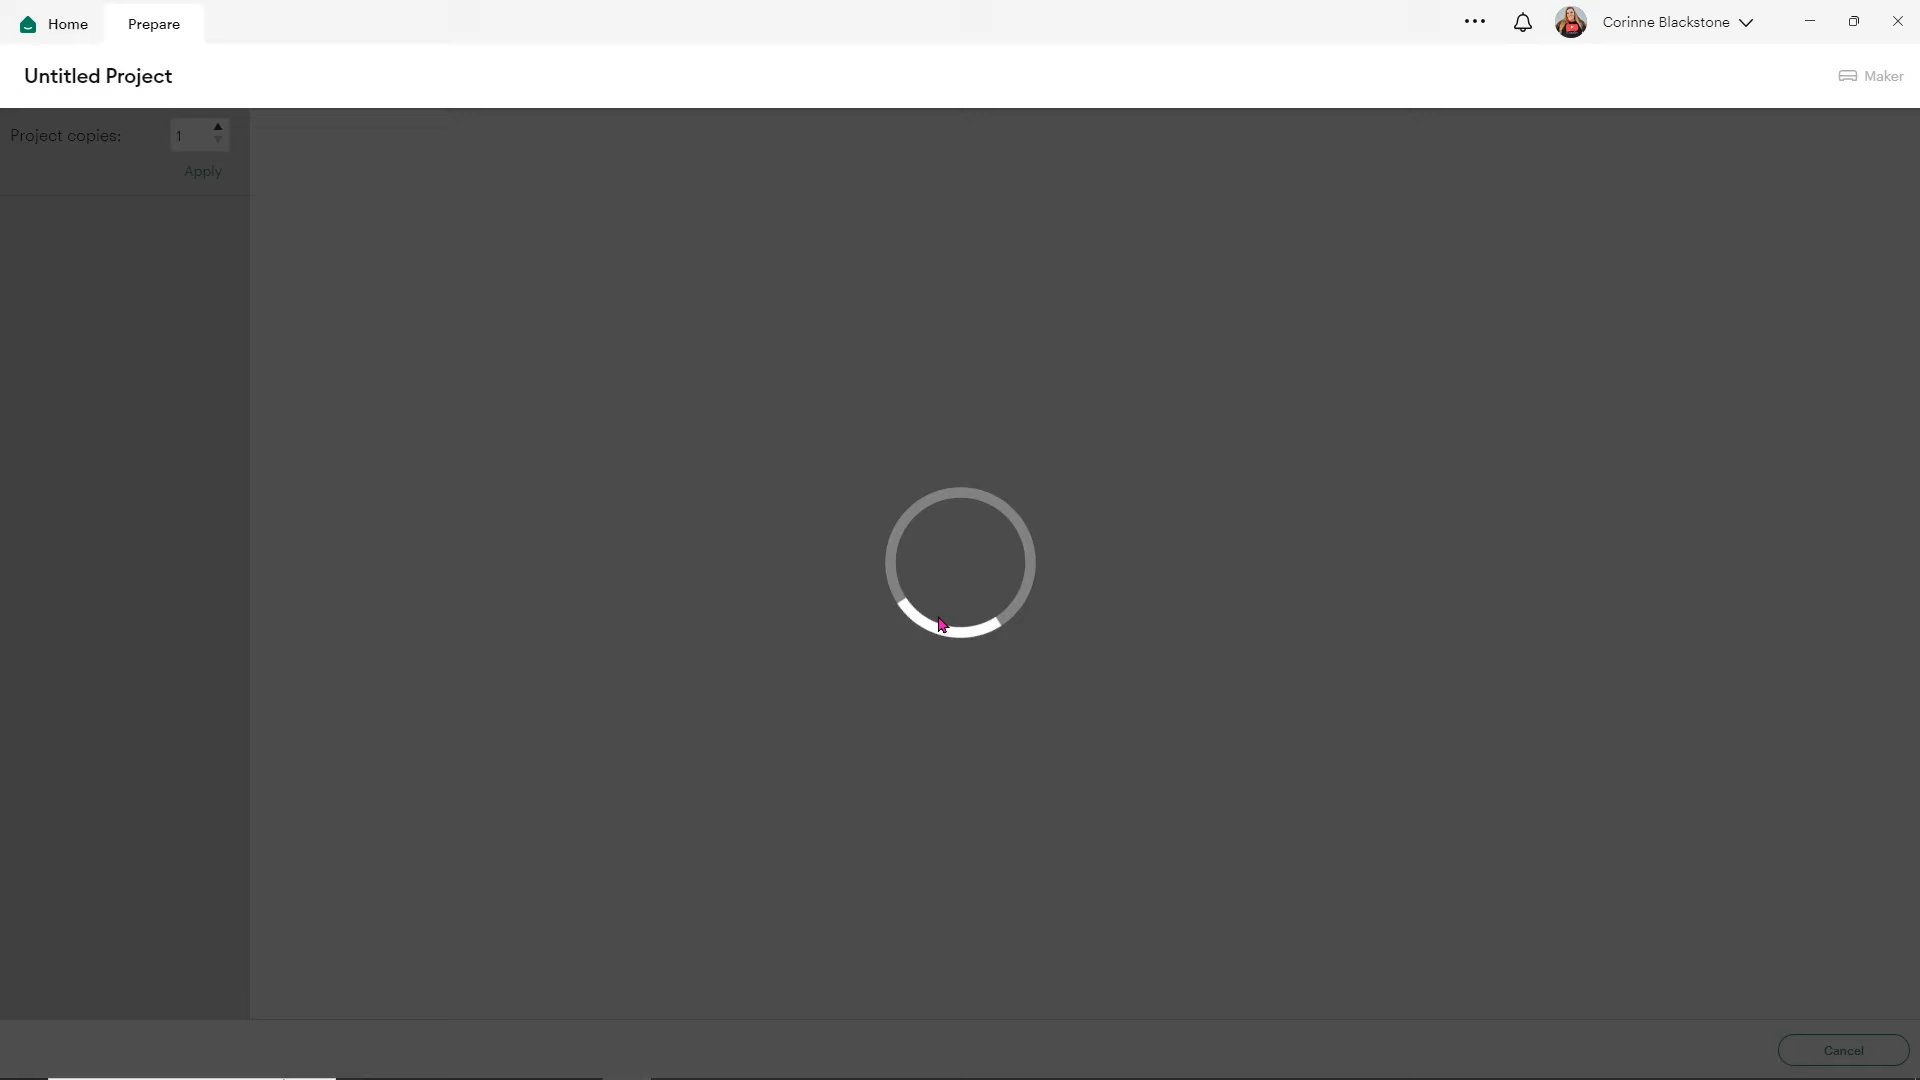 Home
Prepare
Corinne Blackstone
Untitled Project
Maker
Project copies:
1
Apply
Cancel